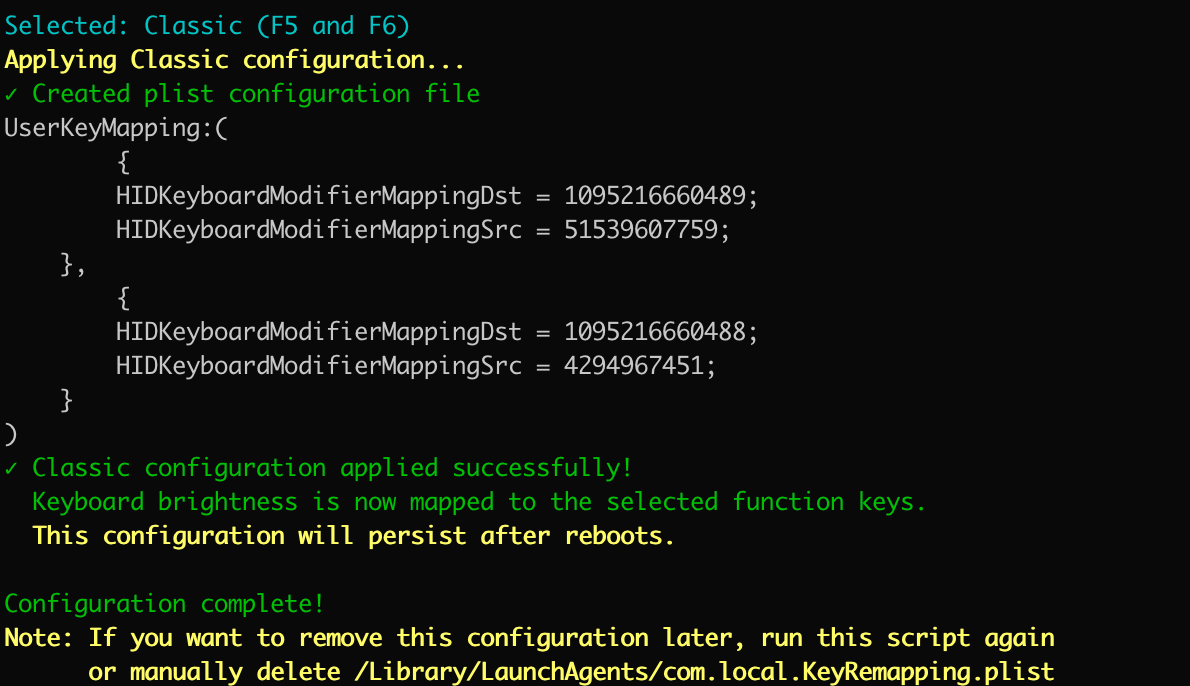 Selected: Classic (F5 and F6)
Applying Classic configuration...
✓ Created plist configuration file
UserKeyMapping:(
        {
        HIDKeyboardModifierMappingDst = 1095216660489;
        HIDKeyboardModifierMappingSrc = 51539607759;
    },
        {
        HIDKeyboardModifierMappingDst = 1095216660488;
        HIDKeyboardModifierMappingSrc = 4294967451;
    }
)
✓ Classic configuration applied successfully!
  Keyboard brightness is now mapped to the selected function keys.
  This configuration will persist after reboots.

Configuration complete!
Note: If you want to remove this configuration later, run this script again
      or manually delete /Library/LaunchAgents/com.local.KeyRemapping.plist